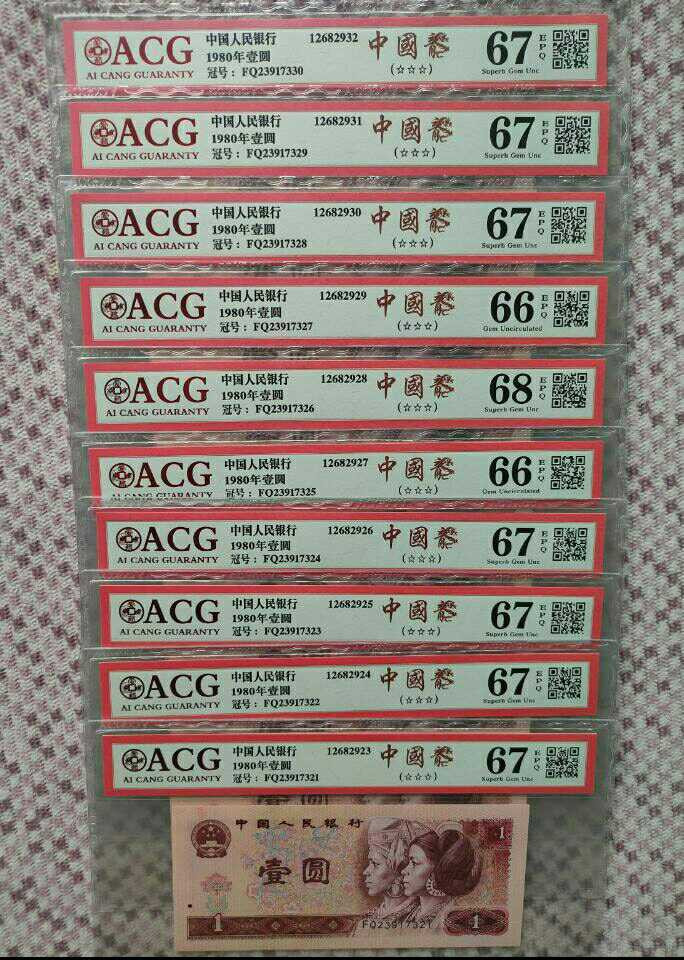 ACG
AI CANG GUARANTY
中国人民银行 12682932
1980年壹圆
冠号： FQ23917330
中國龍
(☆☆☆)
67 EPQ
Superb Gem Unc
ACG
AI CANG GUARANTY
中国人民银行 12682931
1980年壹圆
冠号： FQ23917329
中國龍
(☆☆☆)
67 EPQ
Superb Gem Unc
ACG
AI CANG GUARANTY
中国人民银行 12682930
1980年壹圆
冠号： FQ23917328
中國龍
(☆☆☆)
67 EPQ
Superb Gem Unc
ACG
AI CANG GUARANTY
中国人民银行 12682929
1980年壹圆
冠号： FQ23917327
中國龍
(☆☆☆)
66 EPQ
Gem Uncirculated
ACG
AI CANG GUARANTY
中国人民银行 12682928
1980年壹圆
冠号： FQ23917326
中國龍
(☆☆☆)
68 EPQ
Superb Gem Unc
ACG
AI CANG GUARANTY
中国人民银行 12682927
1980年壹圆
冠号： FQ23917325
中國龍
(☆☆☆)
66 EPQ
Gem Uncirculated
ACG
AI CANG GUARANTY
中国人民银行 12682926
1980年壹圆
冠号： FQ23917324
中國龍
(☆☆☆)
67 EPQ
Superb Gem Unc
ACG
AI CANG GUARANTY
中国人民银行 12682925
1980年壹圆
冠号： FQ23917323
中國龍
(☆☆☆)
67 EPQ
Superb Gem Unc
ACG
AI CANG GUARANTY
中国人民银行 12682924
1980年壹圆
冠号： FQ23917322
中國龍
(☆☆☆)
67 EPQ
Superb Gem Unc
ACG
AI CANG GUARANTY
中国人民银行 12682923
1980年壹圆
冠号： FQ23917321
中國龍
(☆☆☆)
67 EPQ
Superb Gem Unc
中国人民银行
1
壹圆
FQ23917321
1
1